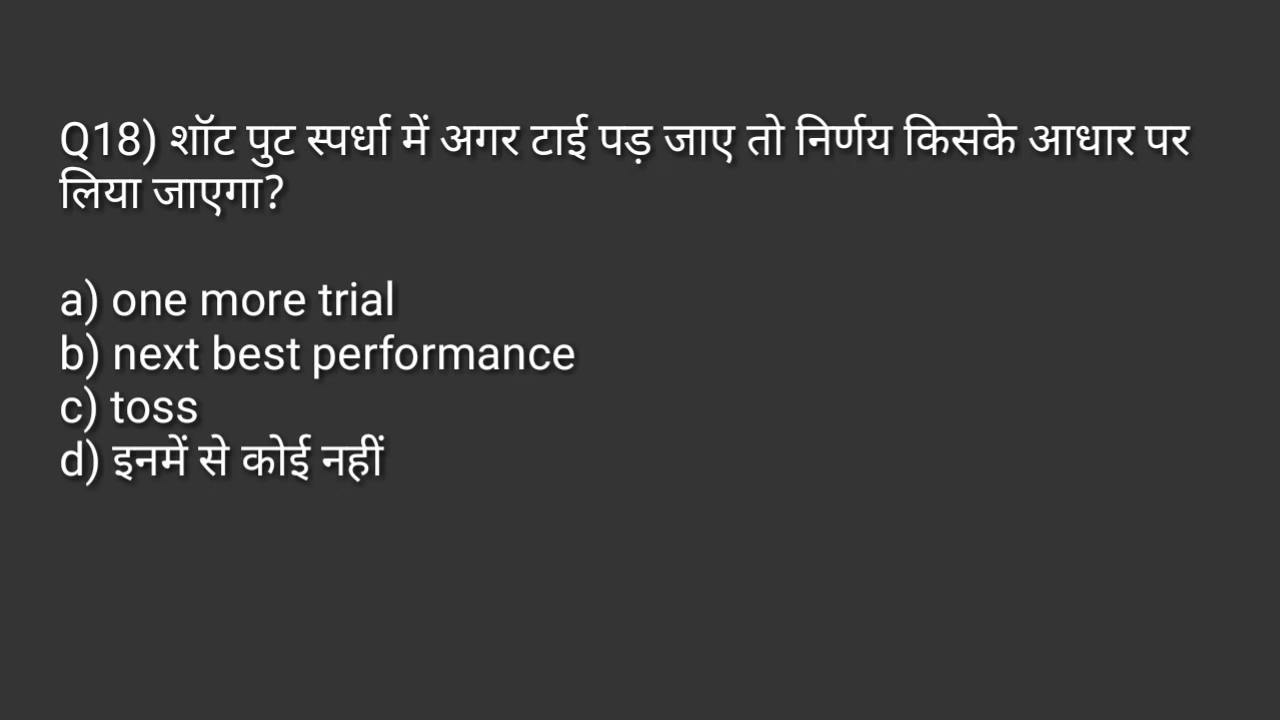 Q18) शॉट पुट स्पर्धा में अगर टाई पड़ जाए तो निर्णय किसके आधार पर
लिया जाएगा?
a) one more trial
b) next best performance
c) toss
d) इनमें से कोई नहीं